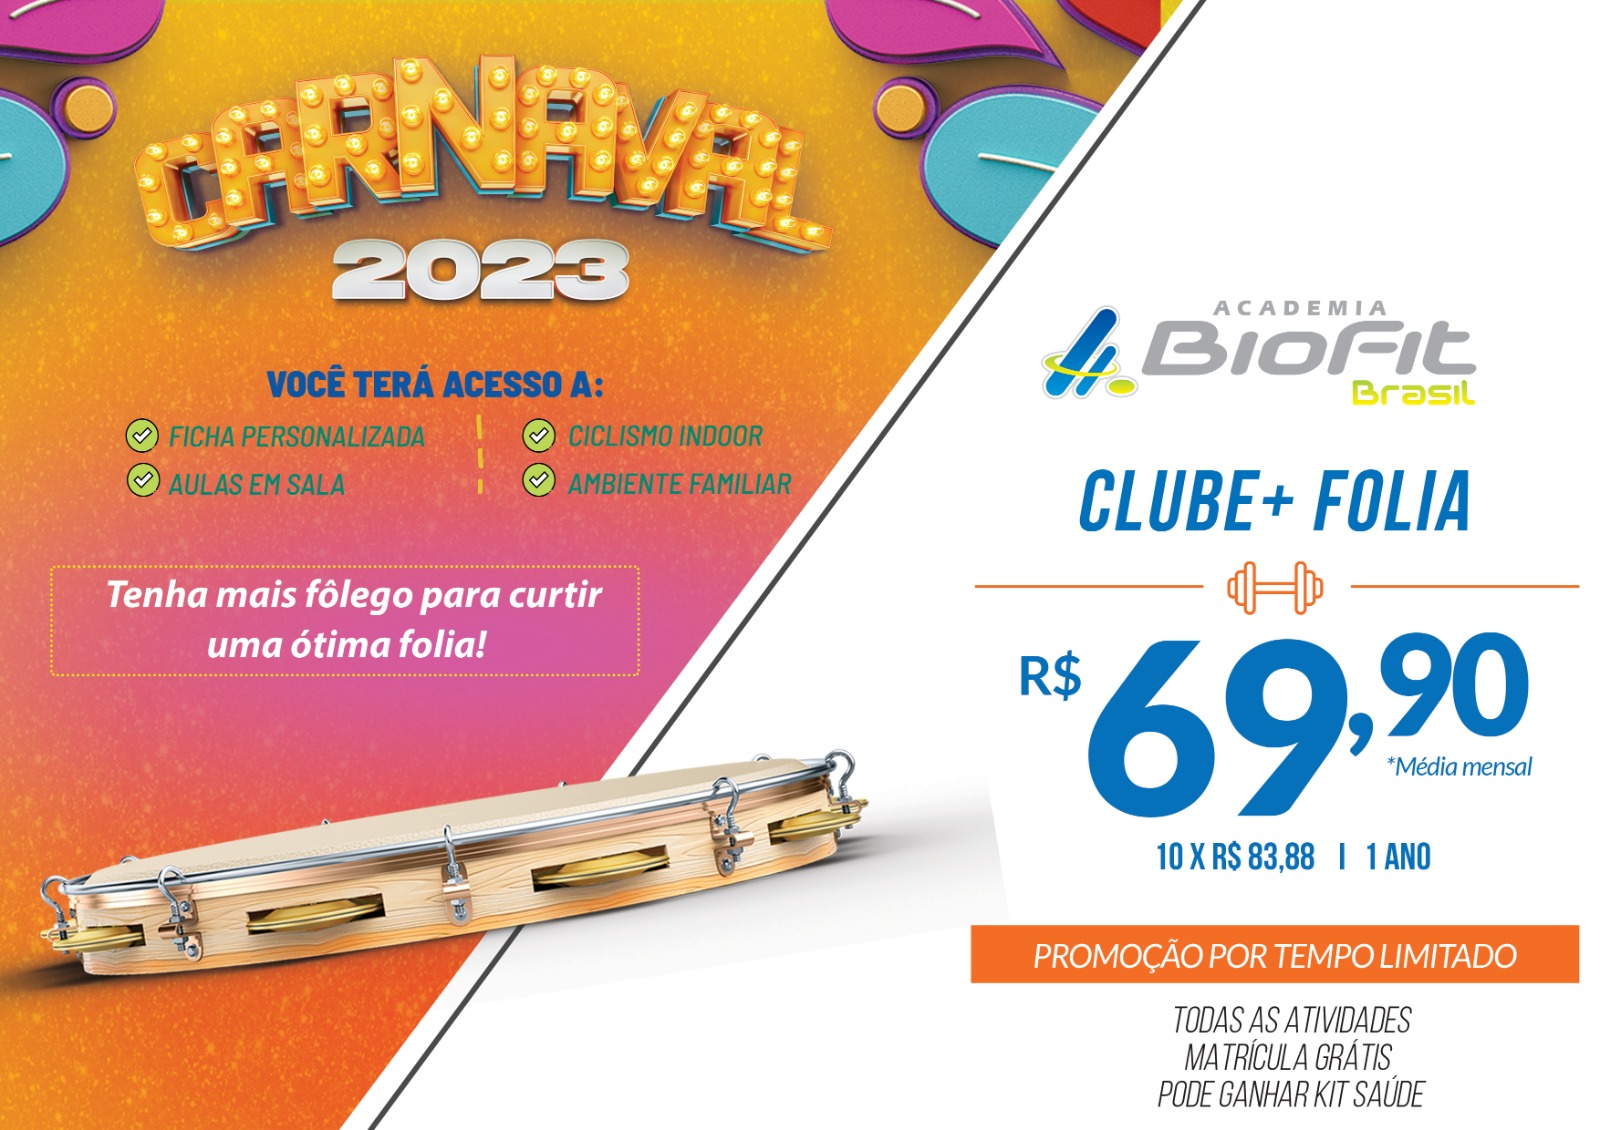 CARNAVAL
2023
VOCÊ TERÁ ACESSO A:
FICHA PERSONALIZADA
AULAS EM SALA
CICLISMO INDOOR
AMBIENTE FAMILIAR
Tenha mais fôlego para curtir
uma ótima folia!
ACADEMIA
BioFit
Brasil
CLUBE+ FOLIA
R$ 69,90
*Média mensal
10 X R$ 83,88 | 1 ANO
PROMOÇÃO POR TEMPO LIMITADO
TODAS AS ATIVIDADES
MATRÍCULA GRÁTIS
PODE GANHAR KIT SAÚDE